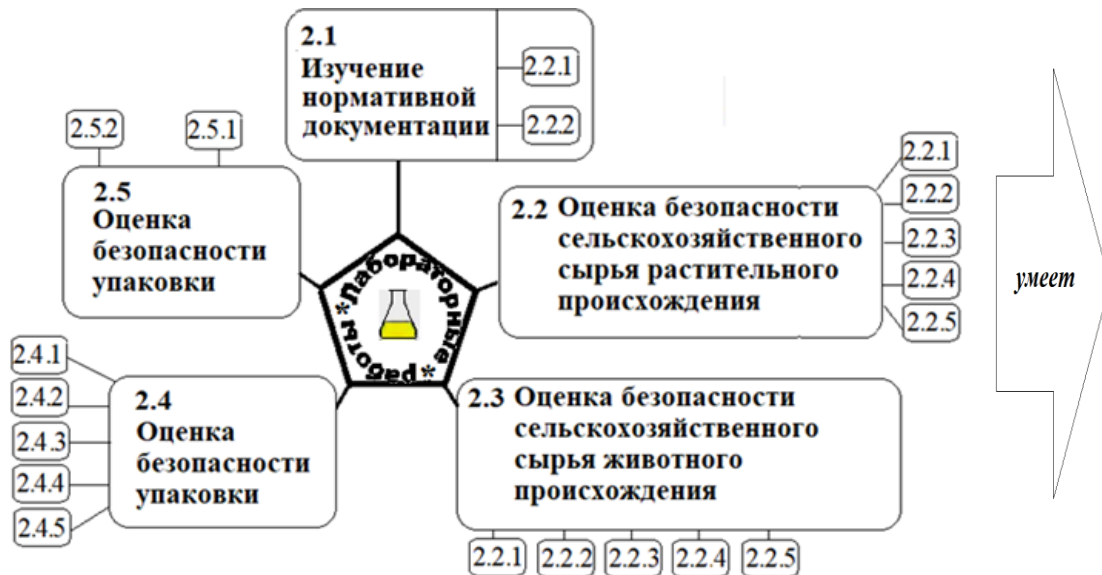 2.1
Изучение
нормативной
документации
2.2.1
2.2.2
2.5.2
2.5.1
2.5
Оценка
безопасности
упаковки
2.2 Оценка безопасности
сельскохозяйственного
сырья растительного
происхождения
2.2.1
2.2.2
2.2.3
2.2.4
2.2.5
умеет
*Лабораторные*
работы
2.4.1
2.4.2
2.4.3
2.4.4
2.4.5
2.4
Оценка
безопасности
упаковки
2.3 Оценка безопасности
сельскохозяйственного
сырья животного
происхождения
2.2.1
2.2.2
2.2.3
2.2.4
2.2.5